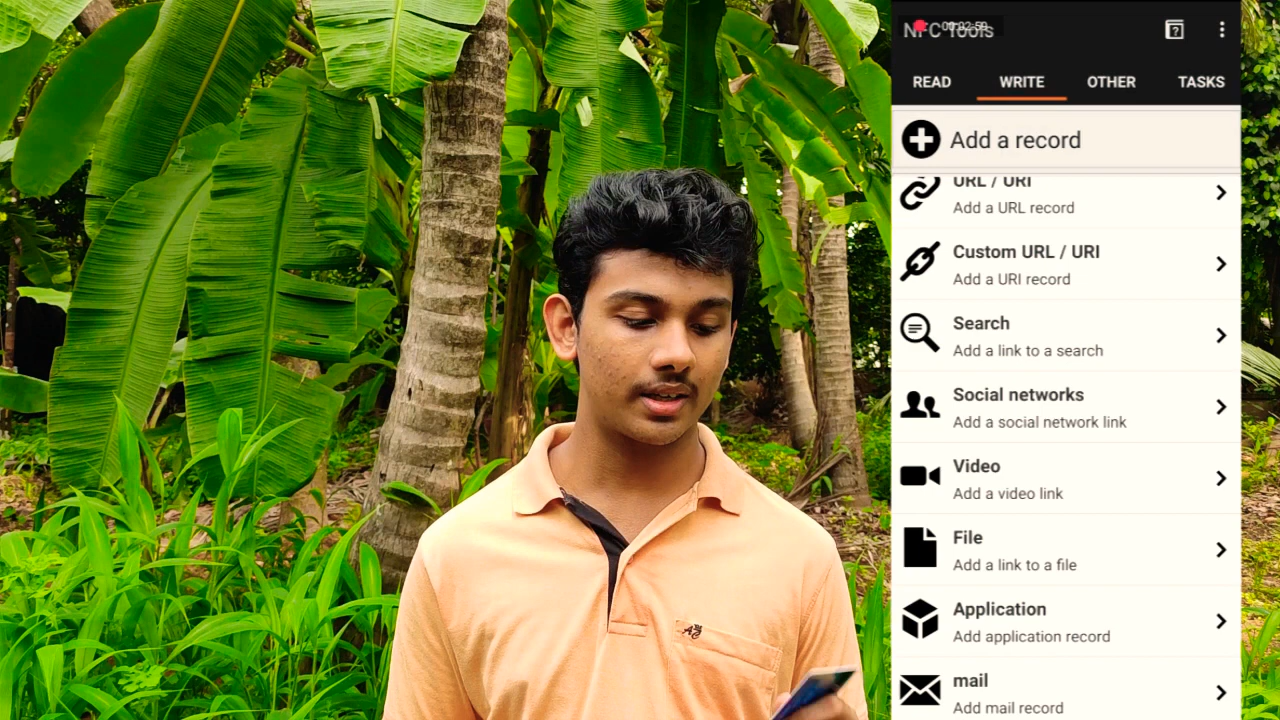 NFC Tools
READ WRITE OTHER TASKS
Add a record
URL / URI
Add a URL record
Custom URL / URI
Add a URI record
Search
Add a link to a search
Social networks
Add a social network link
Video
Add a video link
File
Add a link to a file
Application
Add application record
mail
Add mail record